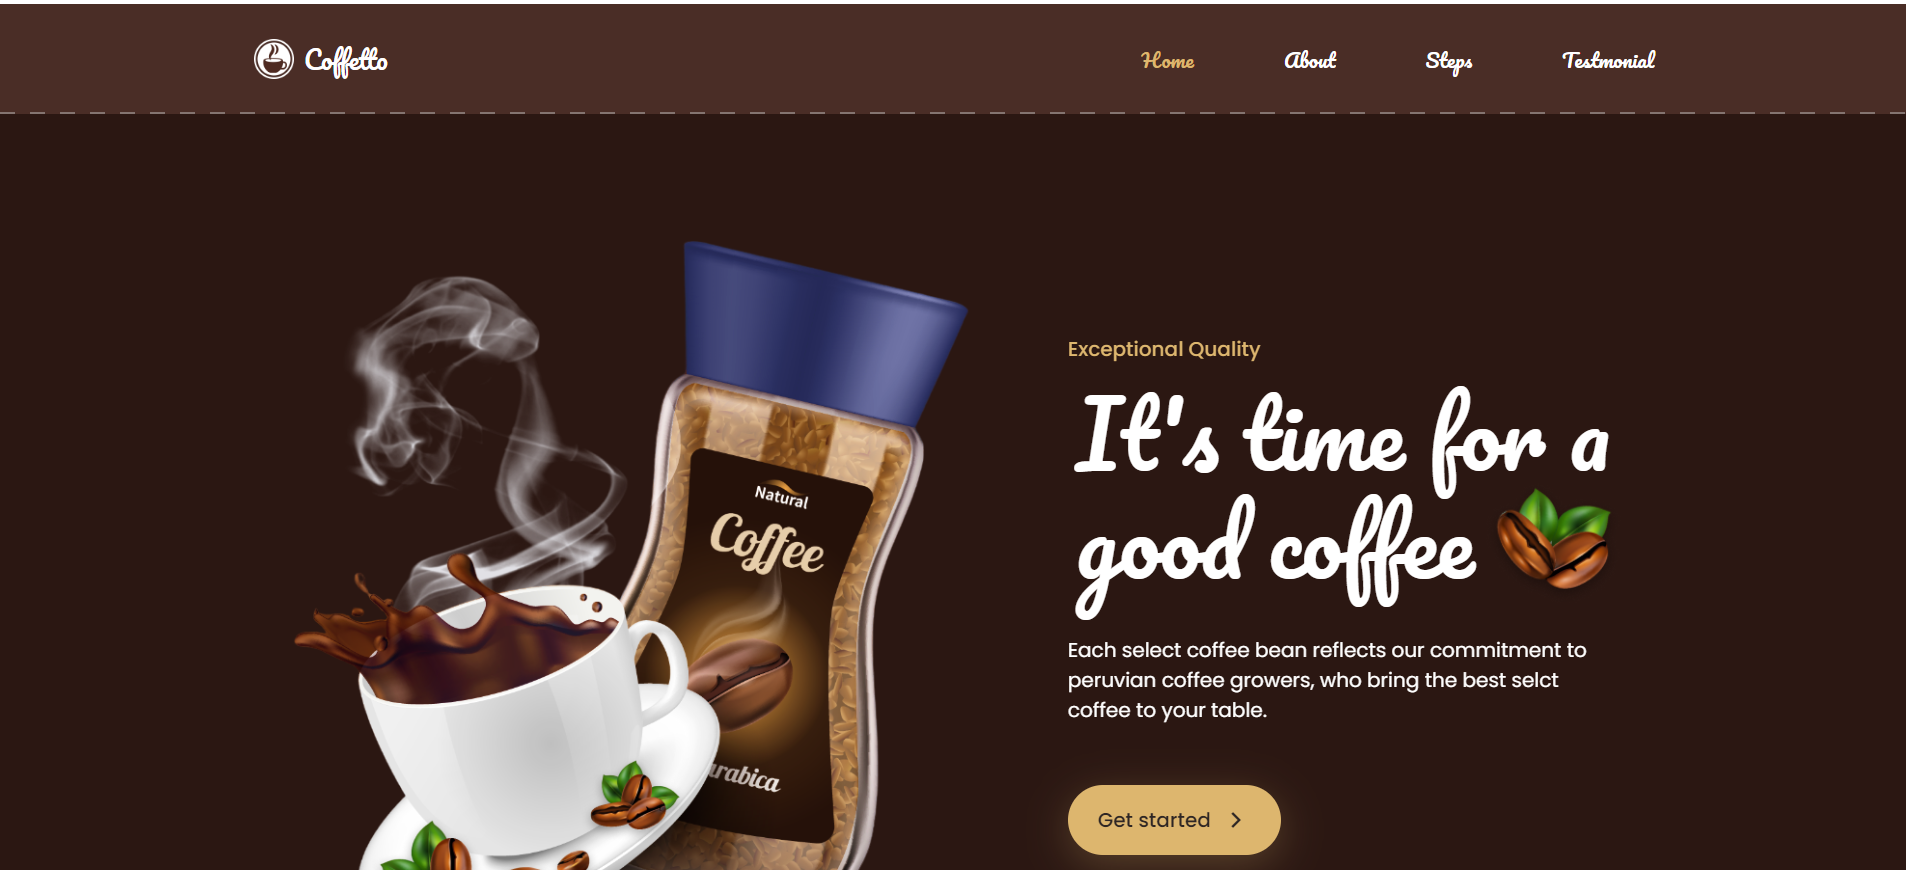 Coffetto
Home
About
Steps
Testmonial
Exceptional Quality
It's time for a
good coffee
Each select coffee bean reflects our commitment to
peruvian coffee growers, who bring the best selct
coffee to your table.
Get started
Natural
Coffee
arabica